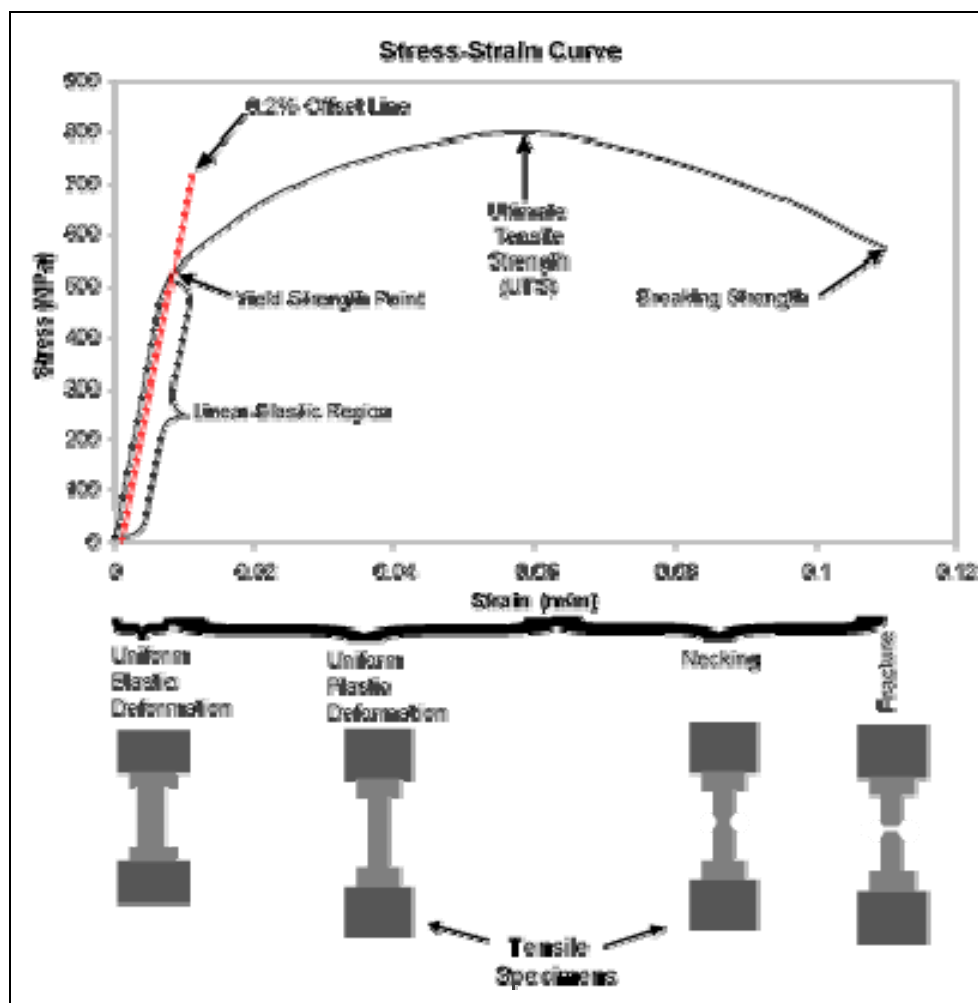 Stress-Strain Curve
900
0.2% Offset Line
800
700
Ultimate
Tensile
Strength
(UTS)
600
500
Yield Strength Point
Breaking Strength
Stress (MPa)
400
300
Linear-Elastic Region
200
100
0
0 0.02 0.04 0.06 0.08 0.1 0.12
Strain (m/m)
Uniform
Elastic
Deformation
Uniform
Plastic
Deformation
Necking
Fracture
Tensile
Specimens